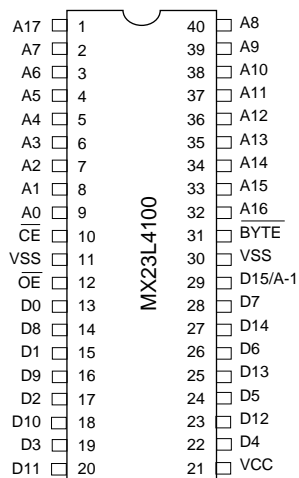 A17 1 40 A8
A7 2 39 A9
A6 3 38 A10
A5 4 37 A11
A4 5 36 A12
A3 6 35 A13
A2 7 34 A14
A1 8 33 A15
A0 9 32 A16
CE 10 31 BYTE
VSS 11 30 VSS
OE 12 29 D15/A-1
D0 13 28 D7
D8 14 27 D14
D1 15 26 D6
D9 16 25 D13
D2 17 24 D5
D10 18 23 D12
D3 19 22 D4
D11 20 21 VCC
MX23L4100